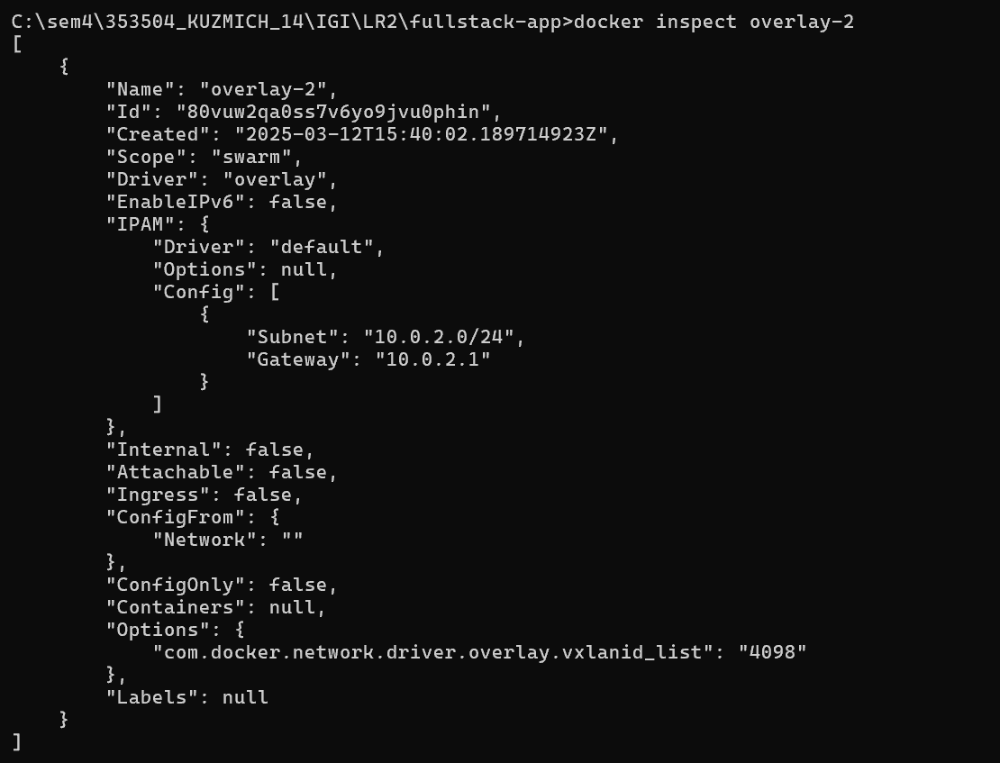 C:\sem4\353504_KUZMICH_14\IGI\LR2\fullstack-app>docker inspect overlay-2
[
    {
        "Name": "overlay-2",
        "Id": "80vuw2qa0ss7v6yo9jvu0phin",
        "Created": "2025-03-12T15:40:02.189714923Z",
        "Scope": "swarm",
        "Driver": "overlay",
        "EnableIPv6": false,
        "IPAM": {
            "Driver": "default",
            "Options": null,
            "Config": [
                {
                    "Subnet": "10.0.2.0/24",
                    "Gateway": "10.0.2.1"
                }
            ]
        },
        "Internal": false,
        "Attachable": false,
        "Ingress": false,
        "ConfigFrom": {
            "Network": ""
        },
        "ConfigOnly": false,
        "Containers": null,
        "Options": {
            "com.docker.network.driver.overlay.vxlanid_list": "4098"
        },
        "Labels": null
    }
]